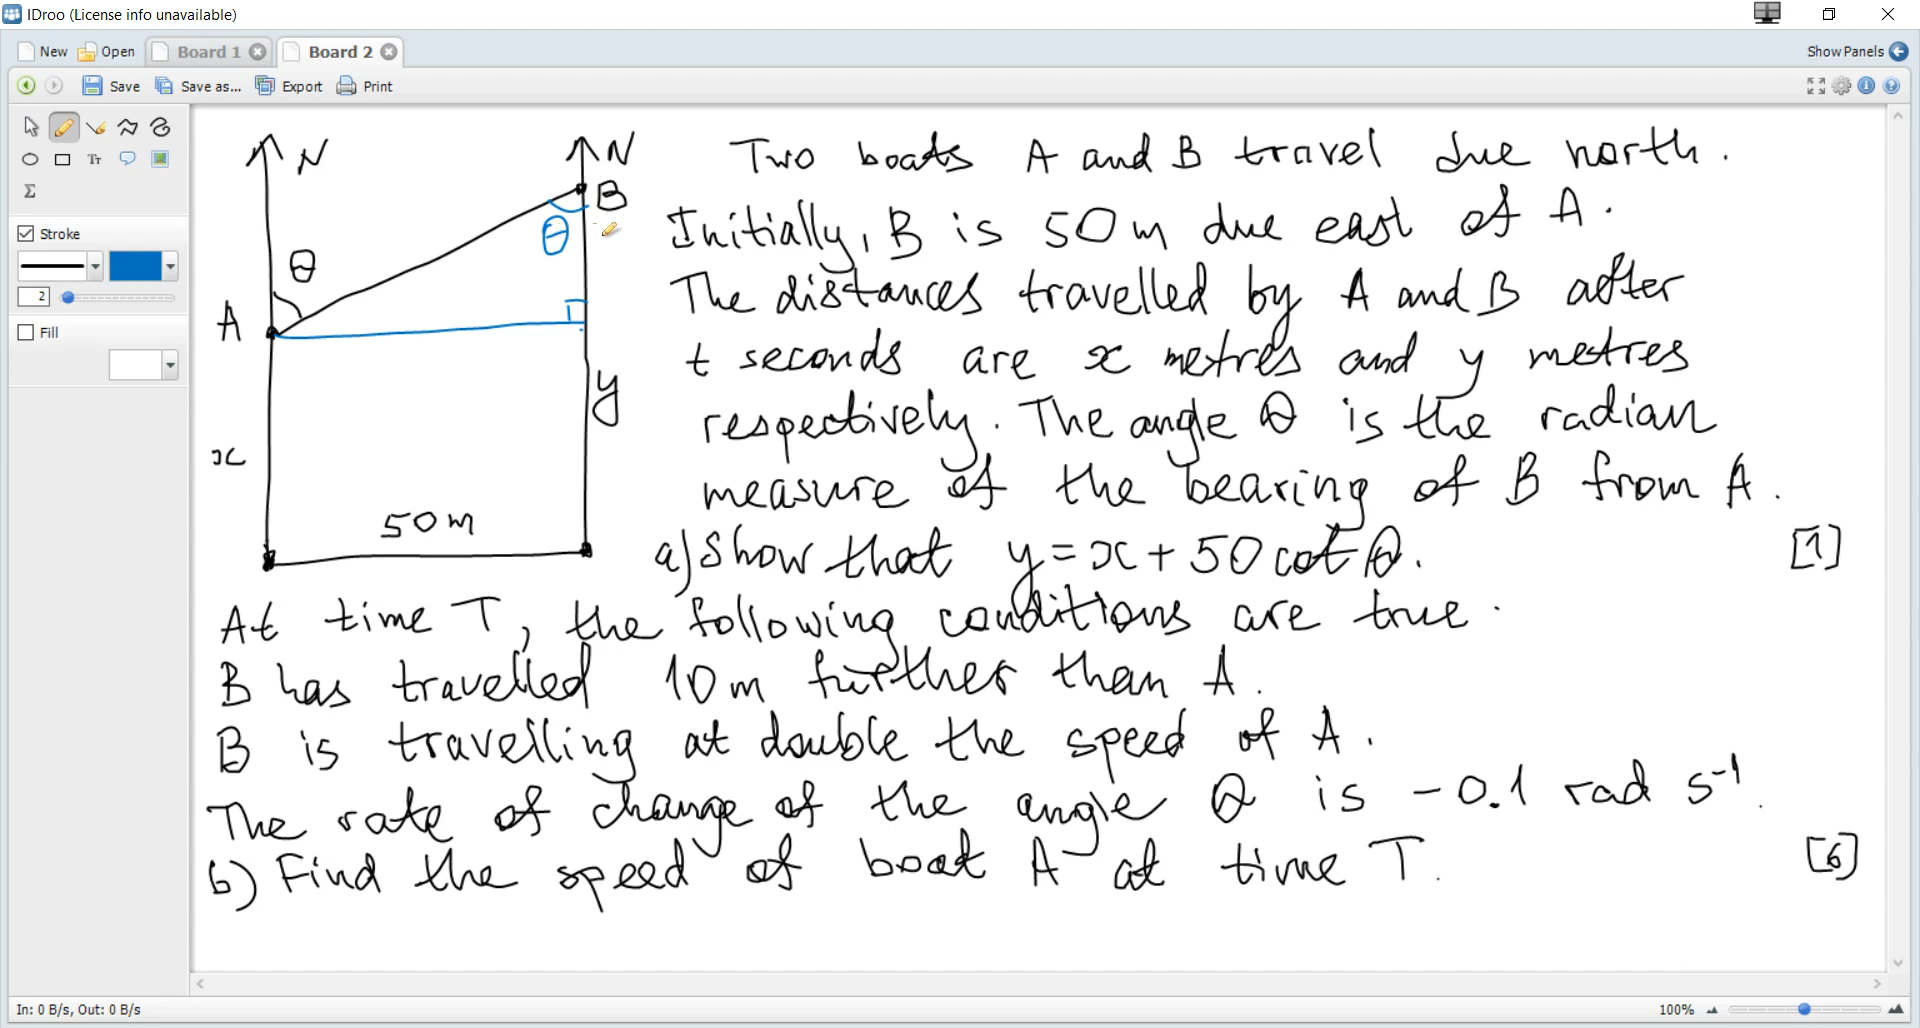 IDroo (License info unavailable)
New Open Board 1 Board 2 Show Panels
Save Save as... Export Print
Tt
Σ
Stroke
2
Fill
N N
B
θ
θ
A
x
y
50 m
Two boats A and B travel due north.
Initially, B is 50 m due east of A.
The distances travelled by A and B after
t seconds are x metres and y metres
respectively. The angle θ is the radian
measure of the bearing of B from A.
a) Show that y = x + 50 cot θ. [1]
At time T, the following conditions are true.
B has travelled 10 m further than A.
B is travelling at double the speed of A.
The rate of change of the angle θ is -0.1 rad s⁻¹.
b) Find the speed of boat A at time T. [6]
In: 0 B/s, Out: 0 B/s 100%